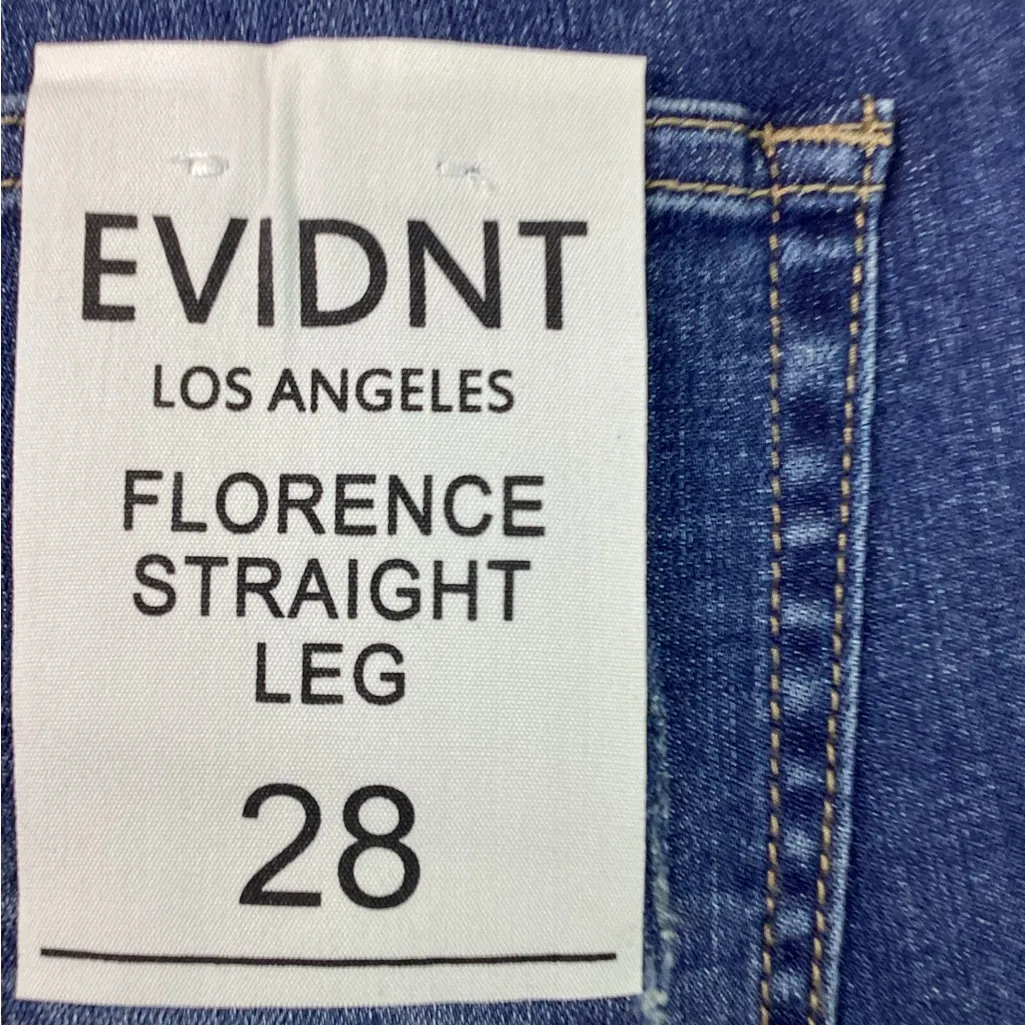 EVIDNT
LOS ANGELES
FLORENCE
STRAIGHT
LEG
28